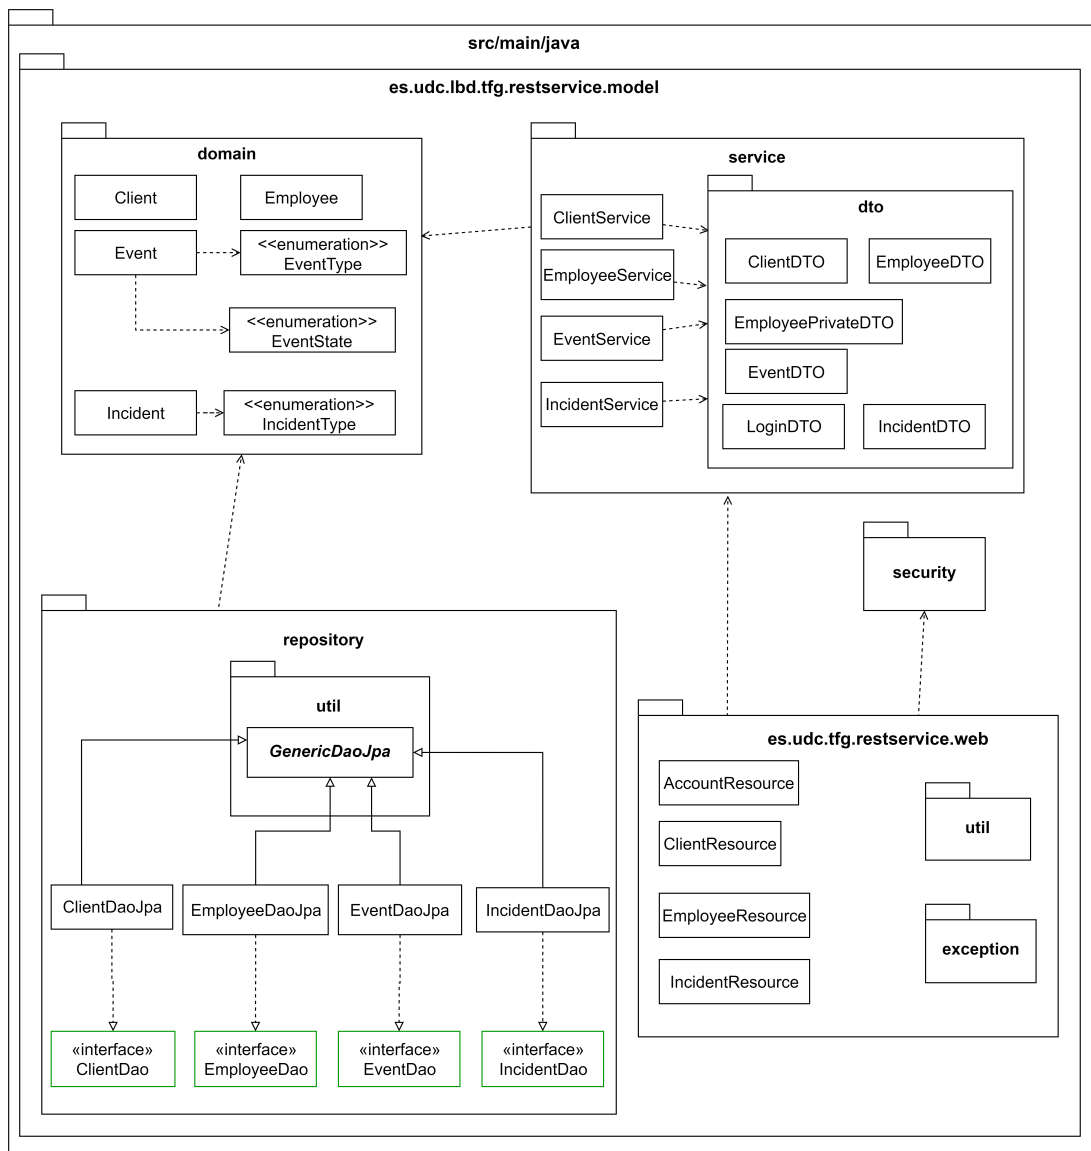 src/main/java
es.udc.lbd.tfg.restservice.model
domain
Client
Employee
Event
<<enumeration>>
EventType
<<enumeration>>
EventState
Incident
<<enumeration>>
IncidentType
service
ClientService
EmployeeService
EventService
IncidentService
dto
ClientDTO
EmployeeDTO
EmployeePrivateDTO
EventDTO
LoginDTO
IncidentDTO
security
repository
util
GenericDaoJpa
ClientDaoJpa
EmployeeDaoJpa
EventDaoJpa
IncidentDaoJpa
«interface»
ClientDao
«interface»
EmployeeDao
«interface»
EventDao
«interface»
IncidentDao
es.udc.tfg.restservice.web
AccountResource
ClientResource
EmployeeResource
IncidentResource
util
exception